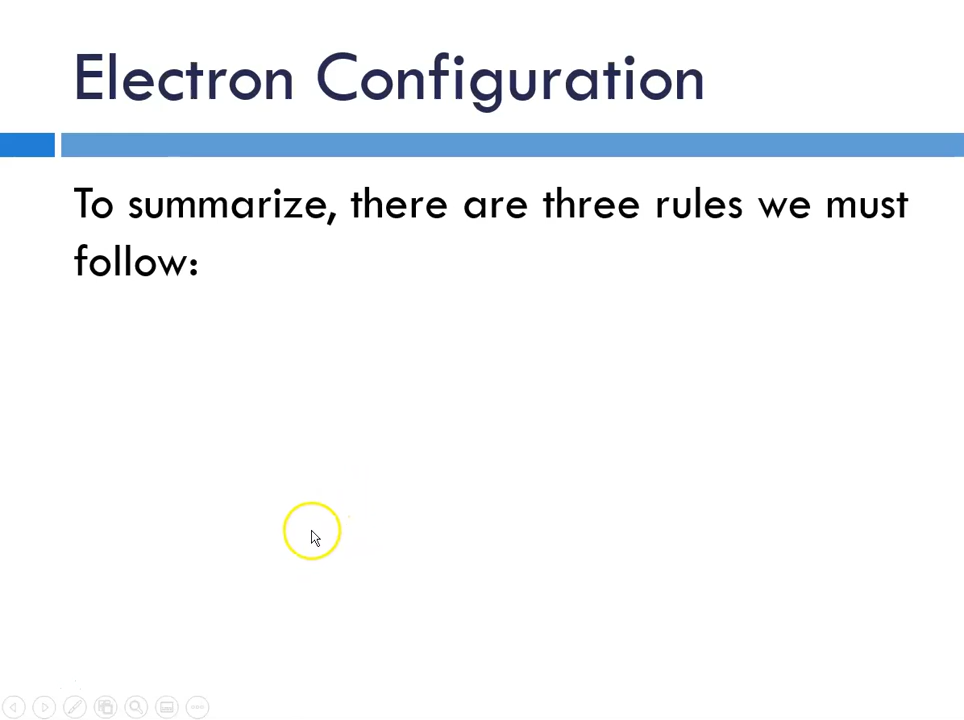 Electron Configuration
To summarize, there are three rules we must
follow: